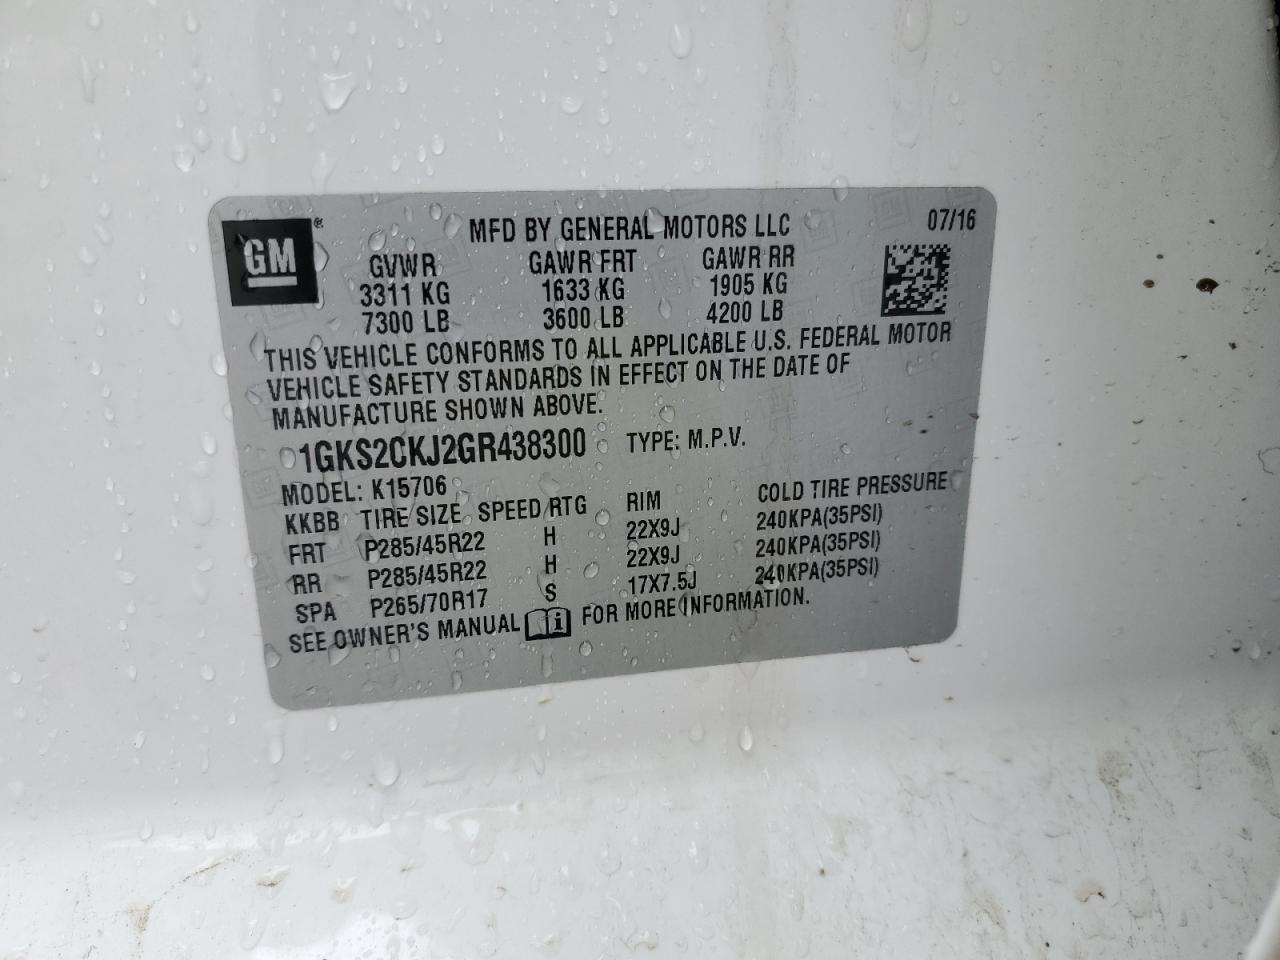 GM ®
MFD BY GENERAL MOTORS LLC 07/16
GVWR GAWR FRT GAWR RR
3311 KG 1633 KG 1905 KG
7300 LB 3600 LB 4200 LB
THIS VEHICLE CONFORMS TO ALL APPLICABLE U.S. FEDERAL MOTOR
VEHICLE SAFETY STANDARDS IN EFFECT ON THE DATE OF
MANUFACTURE SHOWN ABOVE.
1GKS2CKJ2GR438300 TYPE: M.P.V.
MODEL: K15706
KKBB TIRE SIZE SPEED RTG RIM COLD TIRE PRESSURE
FRT P285/45R22 H 22X9J 240KPA(35PSI)
RR P285/45R22 H 22X9J 240KPA(35PSI)
SPA P265/70R17 S 17X7.5J 240KPA(35PSI)
SEE OWNER'S MANUAL i FOR MORE INFORMATION.